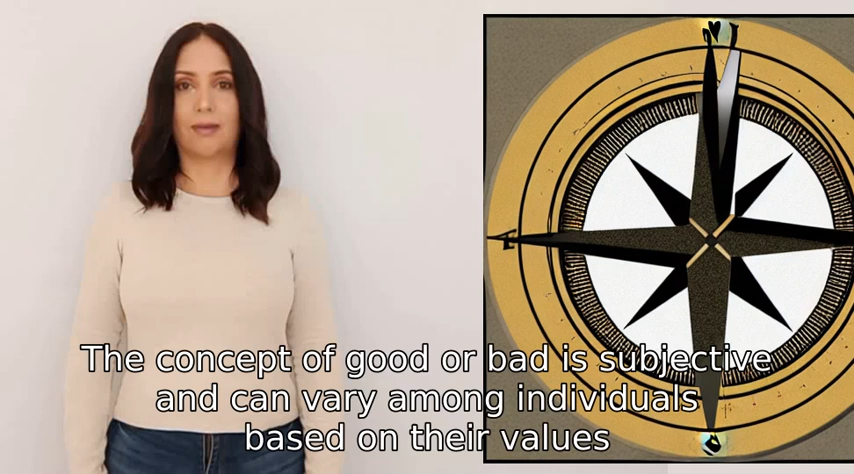 The concept of good or bad is subjective
and can vary among individuals
based on their values